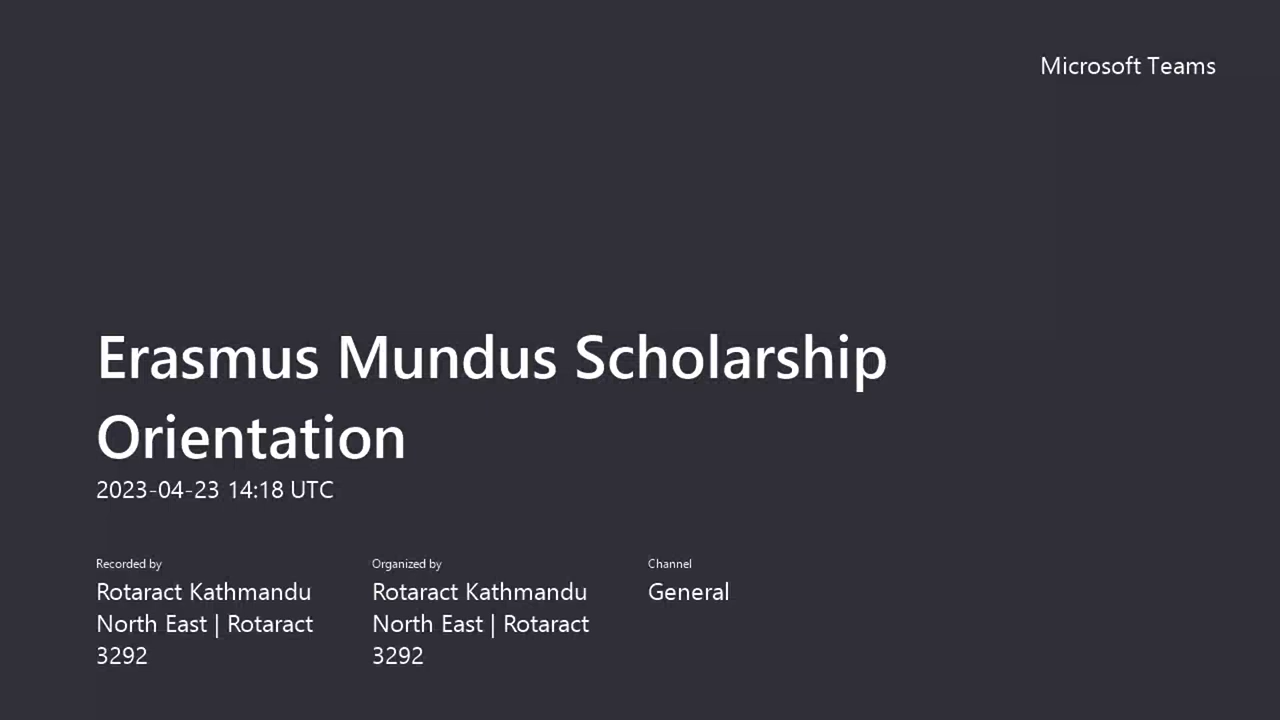 Microsoft Teams
Erasmus Mundus Scholarship
Orientation
2023-04-23 14:18 UTC
Recorded by
Rotaract Kathmandu
North East | Rotaract
3292
Organized by
Rotaract Kathmandu
North East | Rotaract
3292
Channel
General